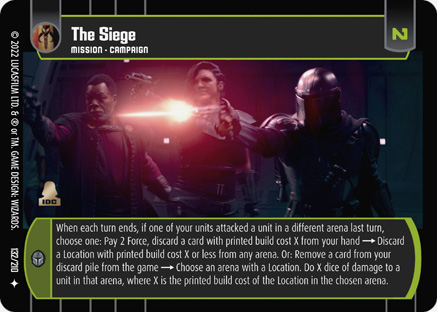 The Siege
MISSION • CAMPAIGN
N
IDC
When each turn ends, if one of your units attacked a unit in a different arena last turn,
choose one: Pay 2 Force, discard a card with printed build cost X from your hand → Discard
a Location with printed build cost X or less from any arena. Or: Remove a card from your
discard pile from the game → Choose an arena with a Location. Do X dice of damage to a
unit in that arena, where X is the printed build cost of the Location in the chosen arena.
© 2022 LUCASFILM LTD. & ® or TM. GAME DESIGN: WIZARDS.
132/210